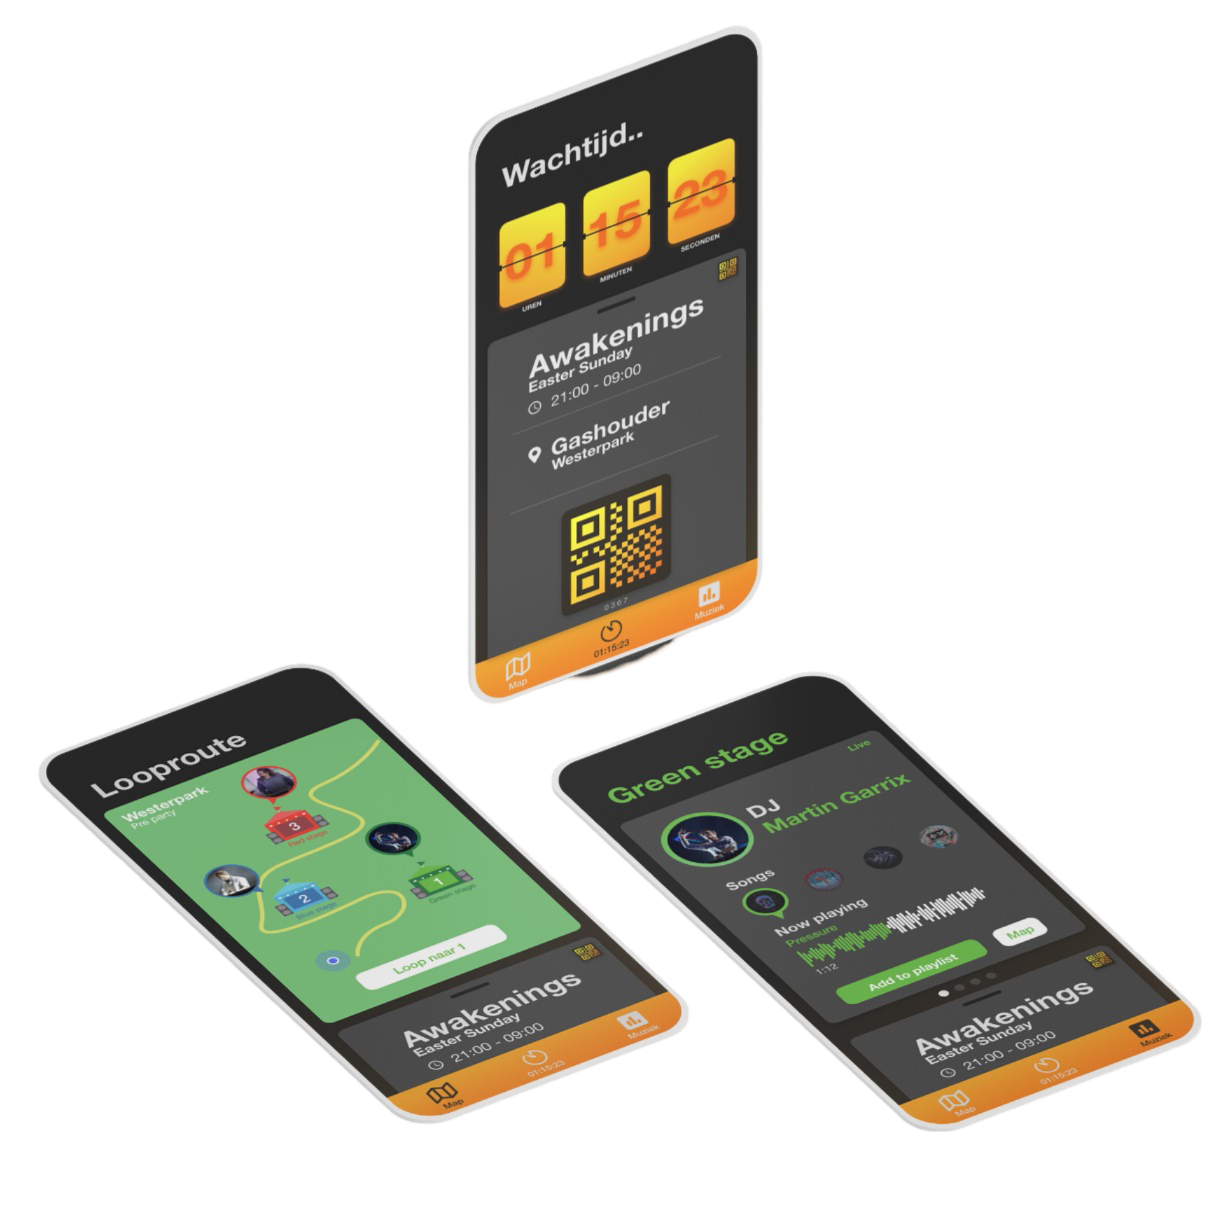 Wachtijd..
01
15
23
UREN
MINUTEN
SECONDEN
Awakenings
Easter Sunday
21:00 - 09:00
Gashouder
Westerpark
0367
Map
01:15:23
Muziek
Looproute
Westerpark
Pre party
3
Red stage
2
Blue stage
1
Green stage
Loop naar 1
Awakenings
Easter Sunday
21:00 - 09:00
Map
01:15:23
Muziek
Green stage
Live
DJ
Martin Garrix
Songs
Now playing
Pressure
1:12
Add to playlist
Map
Awakenings
Easter Sunday
21:00 - 09:00
Map
01:15:23
Muziek